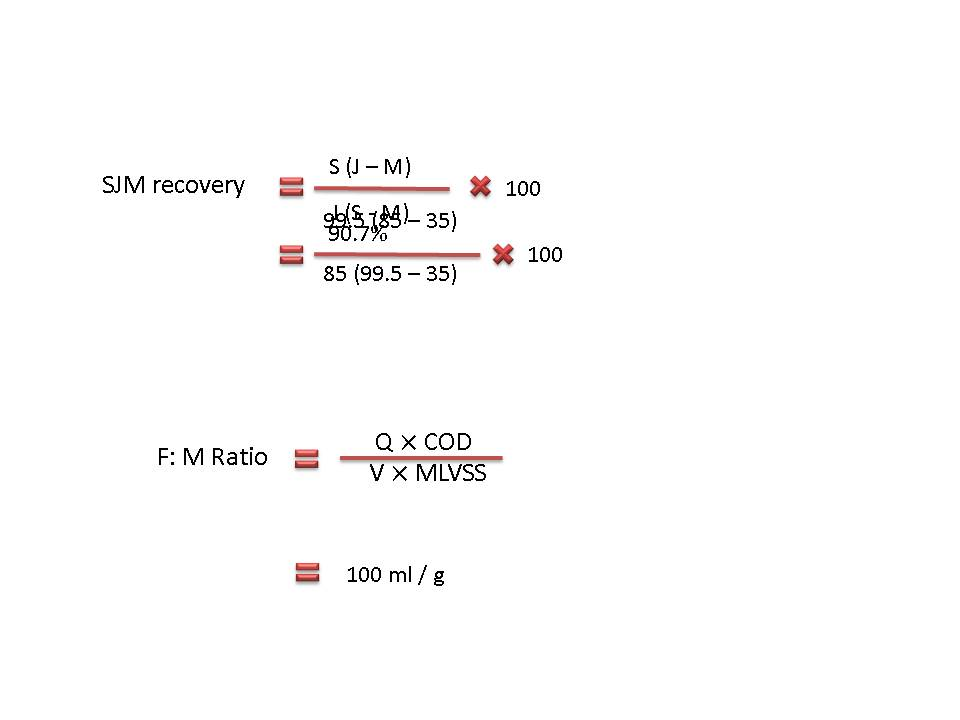 SJM recovery = S (J – M) × 100
J (S - M)
= 99.5 (85 – 35) × 100
90.7%
85 (99.5 – 35)
F: M Ratio = Q × COD
V × MLVSS
= 100 ml / g